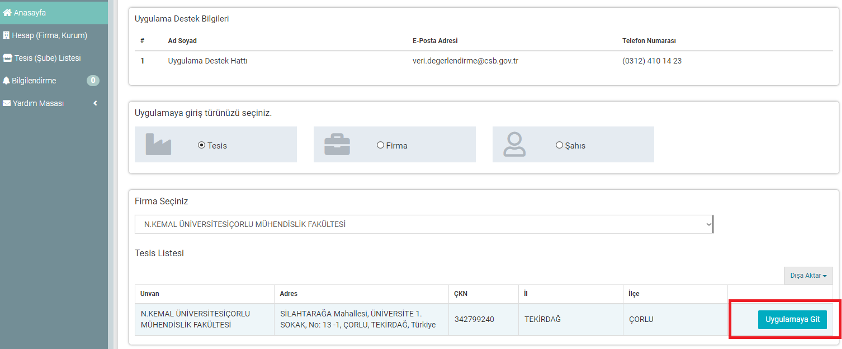 Anasayfa
Hesap (Firma, Kurum)
Tesis (Şube) Listesi
Bilgilendirme 0
Yardım Masası
Uygulama Destek Bilgileri
# Ad Soyad E-Posta Adresi Telefon Numarası
1 Uygulama Destek Hattı veri.degerlendirme@csb.gov.tr (0312) 410 14 23
Uygulamaya giriş türünüzü seçiniz.
Tesis Firma Şahıs
Firma Seçiniz
N.KEMAL ÜNİVERSİTESİÇORLU MÜHENDİSLİK FAKÜLTESİ
Tesis Listesi
Dışa Aktar
Unvan Adres ÇKN İl İlçe
N.KEMAL ÜNİVERSİTESİÇORLU
MÜHENDİSLİK FAKÜLTESİ
SİLAHTARAĞA Mahallesi, ÜNİVERSİTE 1.
SOKAK, No: 13 -1, ÇORLU, TEKİRDAĞ, Türkiye
342799240
TEKİRDAĞ
ÇORLU
Uygulamaya Git